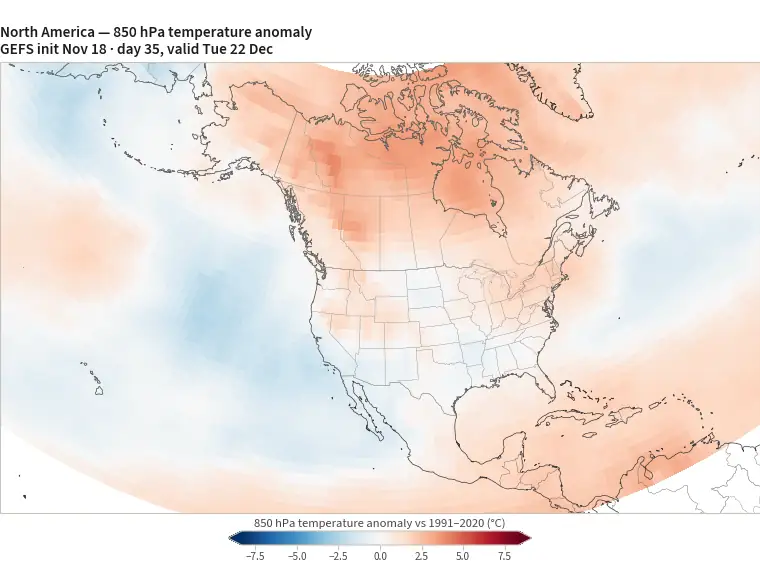 North America — 850 hPa temperature anomaly
GEFS init Nov 18 · day 35, valid Tue 22 Dec
850 hPa temperature anomaly vs 1991–2020 (°C)
−7.5 −5.0 −2.5 0.0 2.5 5.0 7.5